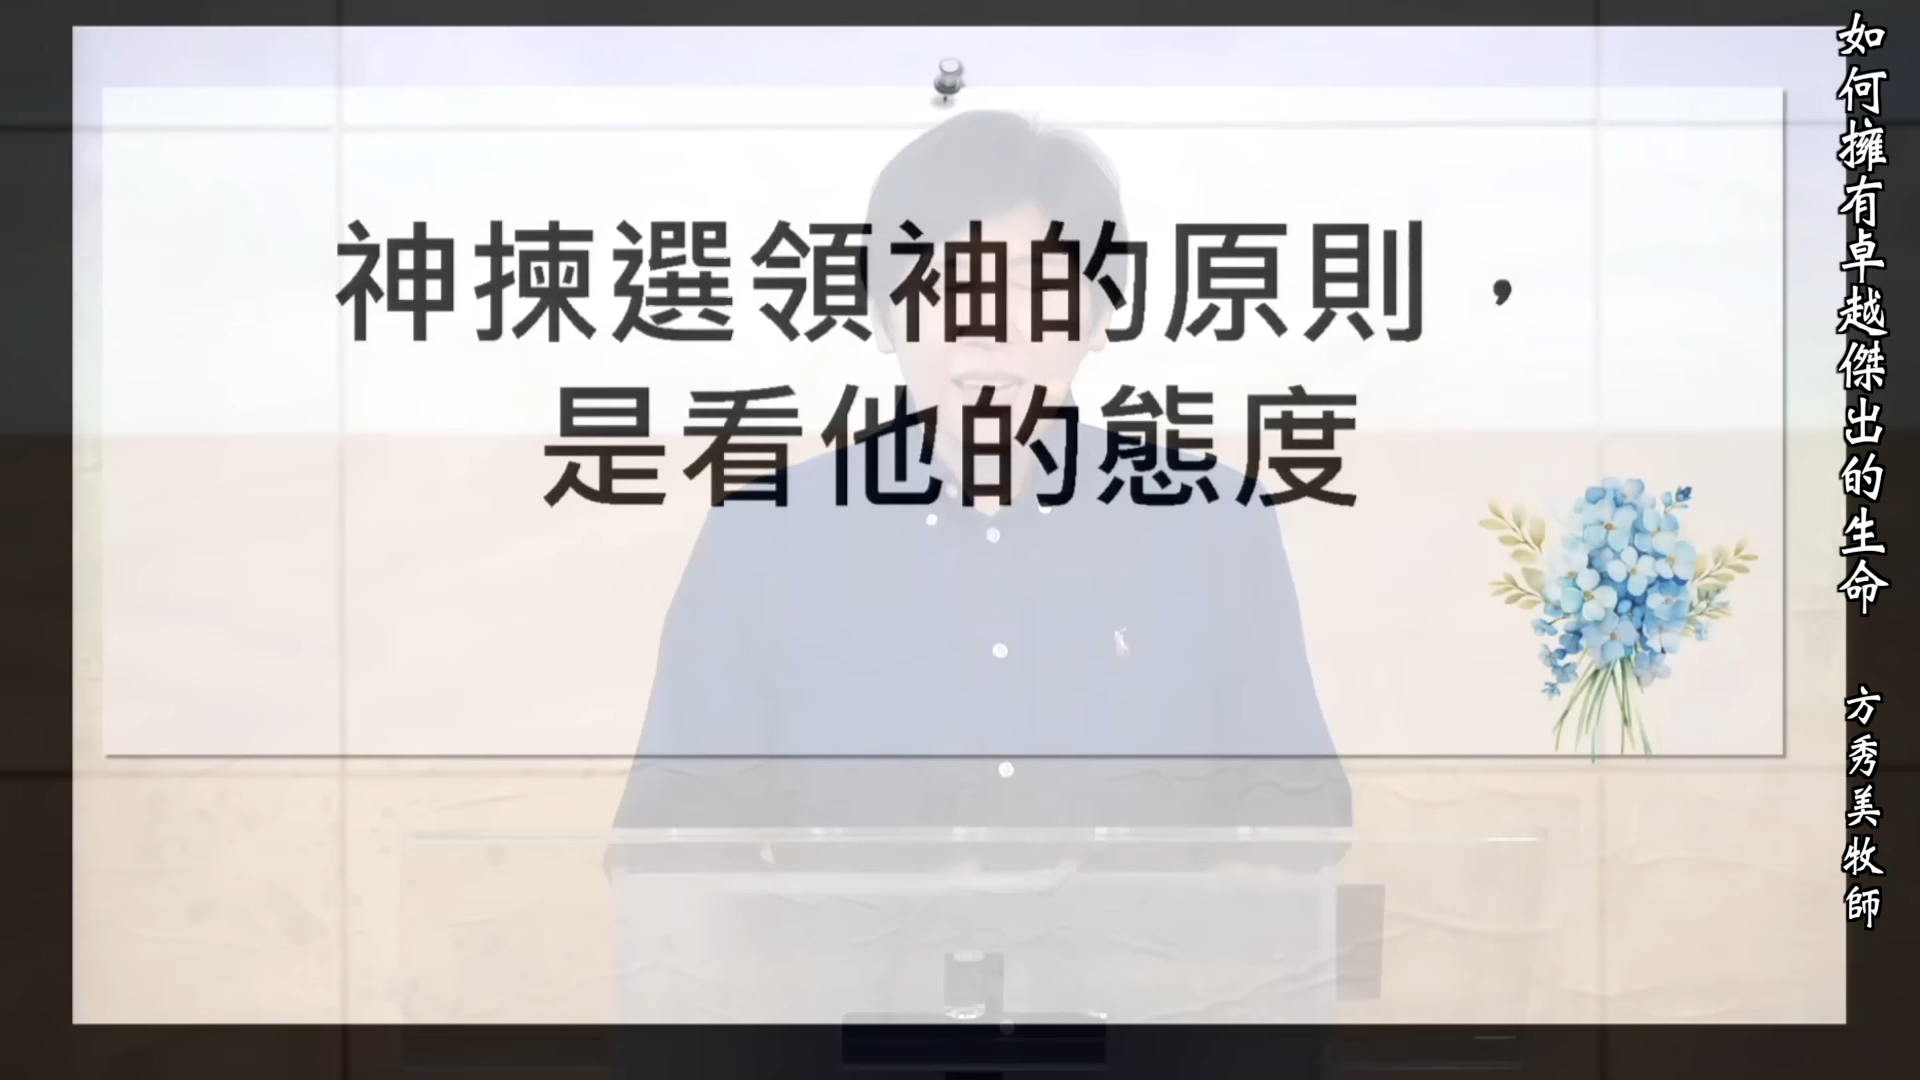 神揀選領袖的原則，
是看他的態度
如何擁有卓越傑出的生命
方秀美牧師